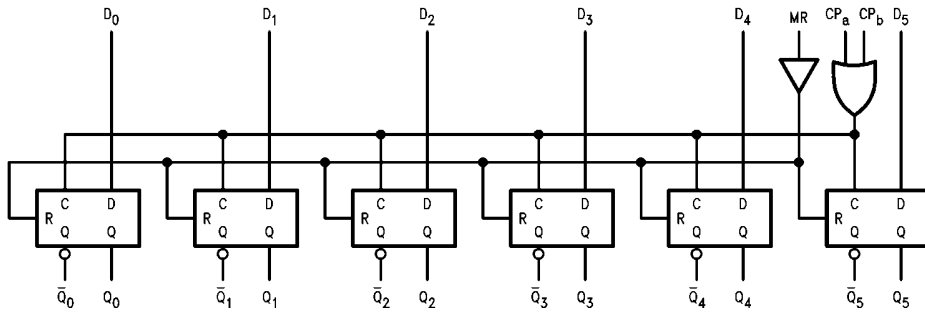 D₀ D₁ D₂ D₃ D₄ MR CPₐ CP_b D₅
C D C D C D C D C D C D
R R R R R R
Q Q Q Q Q Q Q Q Q Q Q Q
Q̅₀ Q₀ Q̅₁ Q₁ Q̅₂ Q₂ Q̅₃ Q₃ Q̅₄ Q₄ Q̅₅ Q₅